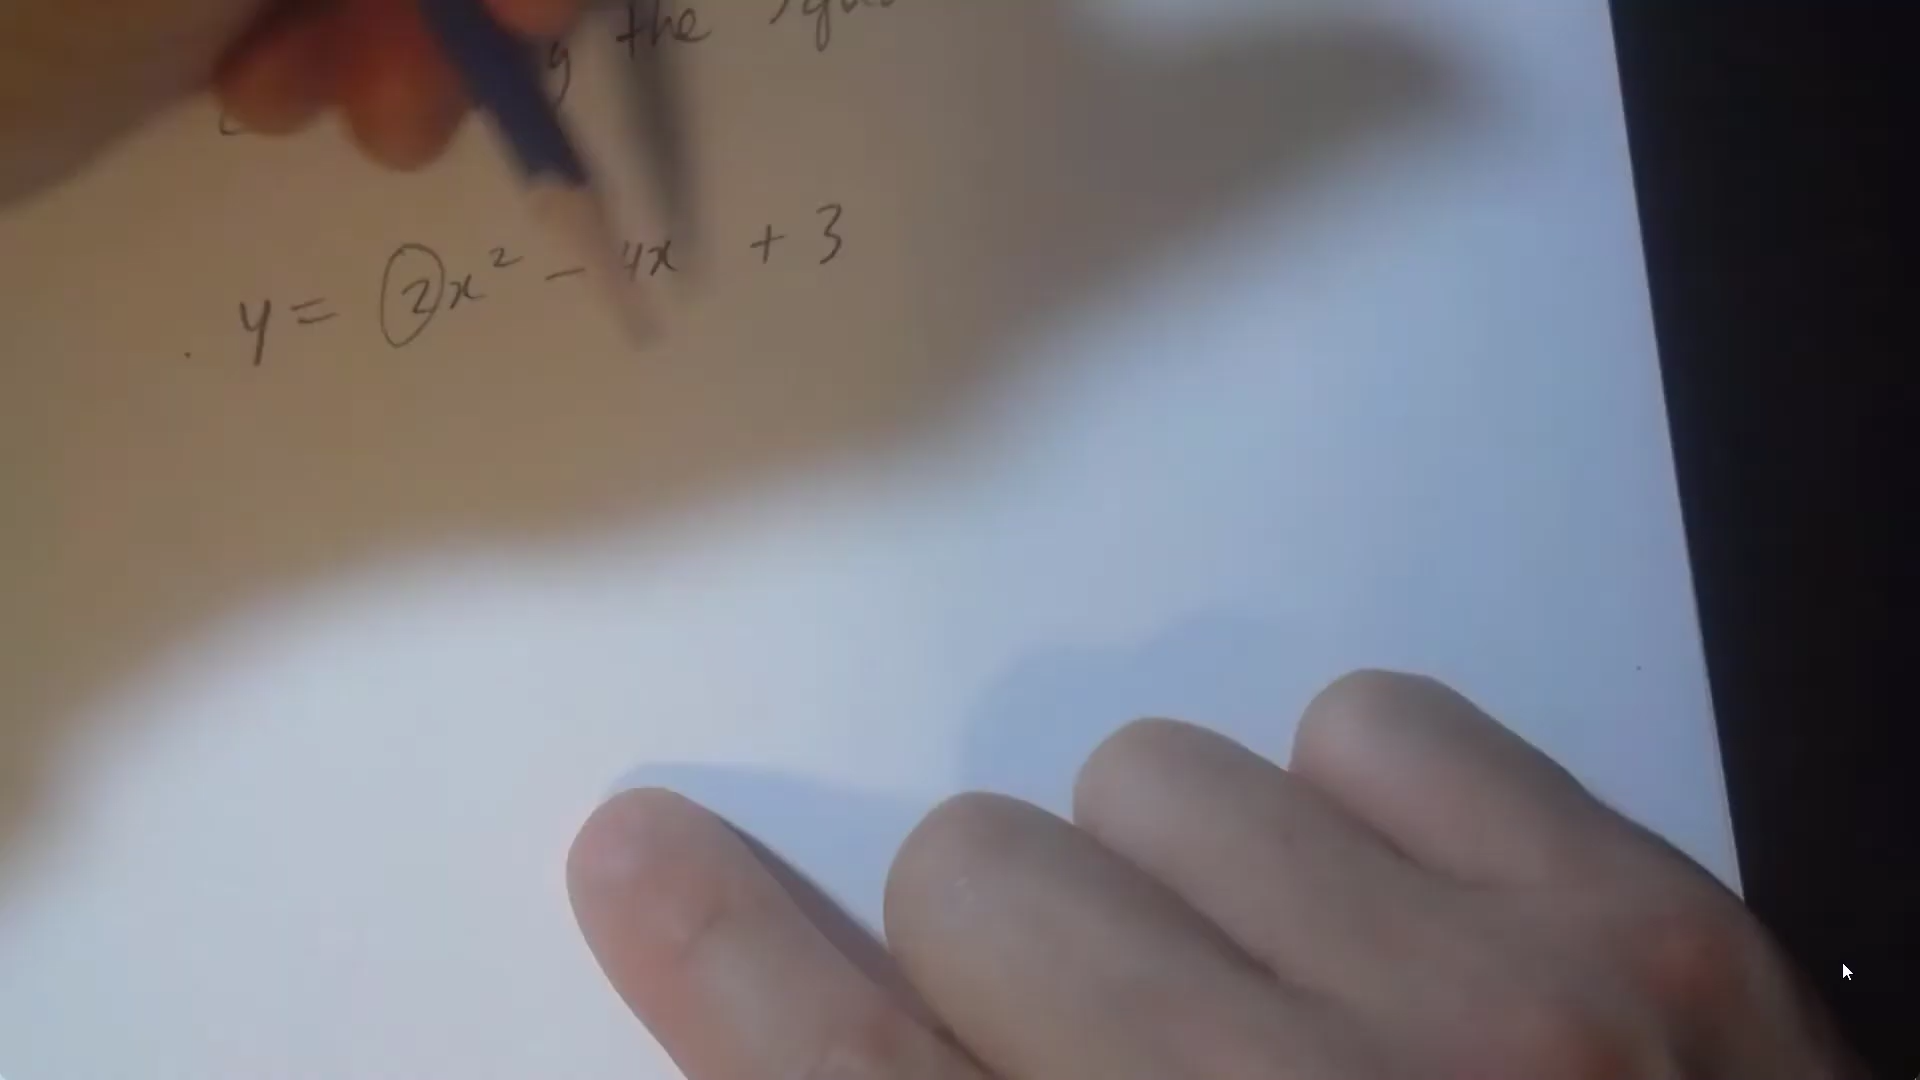 the
y = 2x² - 4x + 3